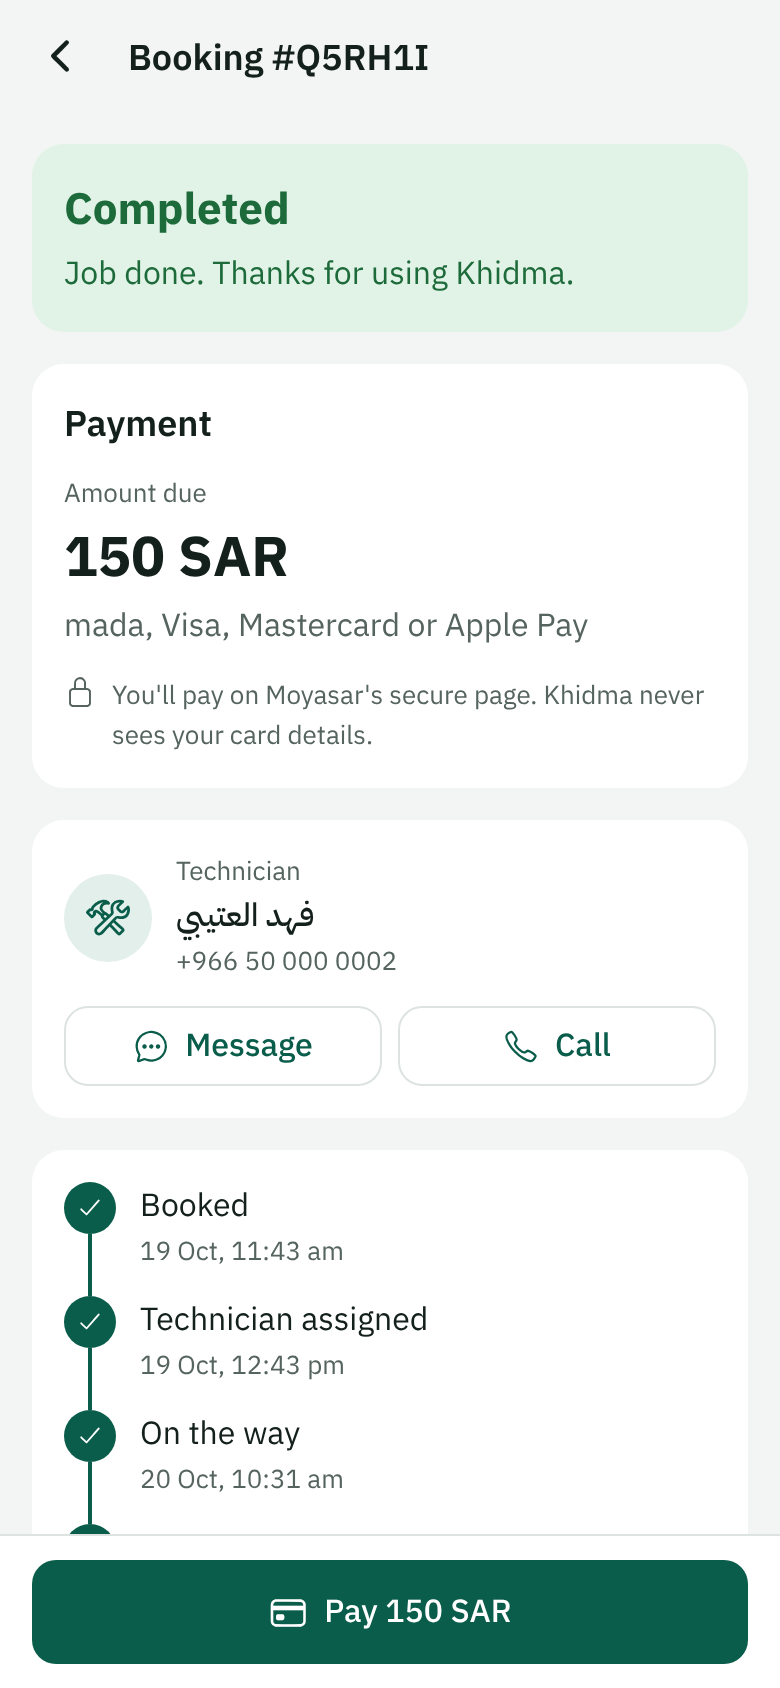 Booking #Q5RH1I
Completed
Job done. Thanks for using Khidma.
Payment
Amount due
150 SAR
mada, Visa, Mastercard or Apple Pay
You'll pay on Moyasar's secure page. Khidma never
sees your card details.
Technician
فهد العتيبي
+966 50 000 0002
Message
Call
Booked
19 Oct, 11:43 am
Technician assigned
19 Oct, 12:43 pm
On the way
20 Oct, 10:31 am
Pay 150 SAR